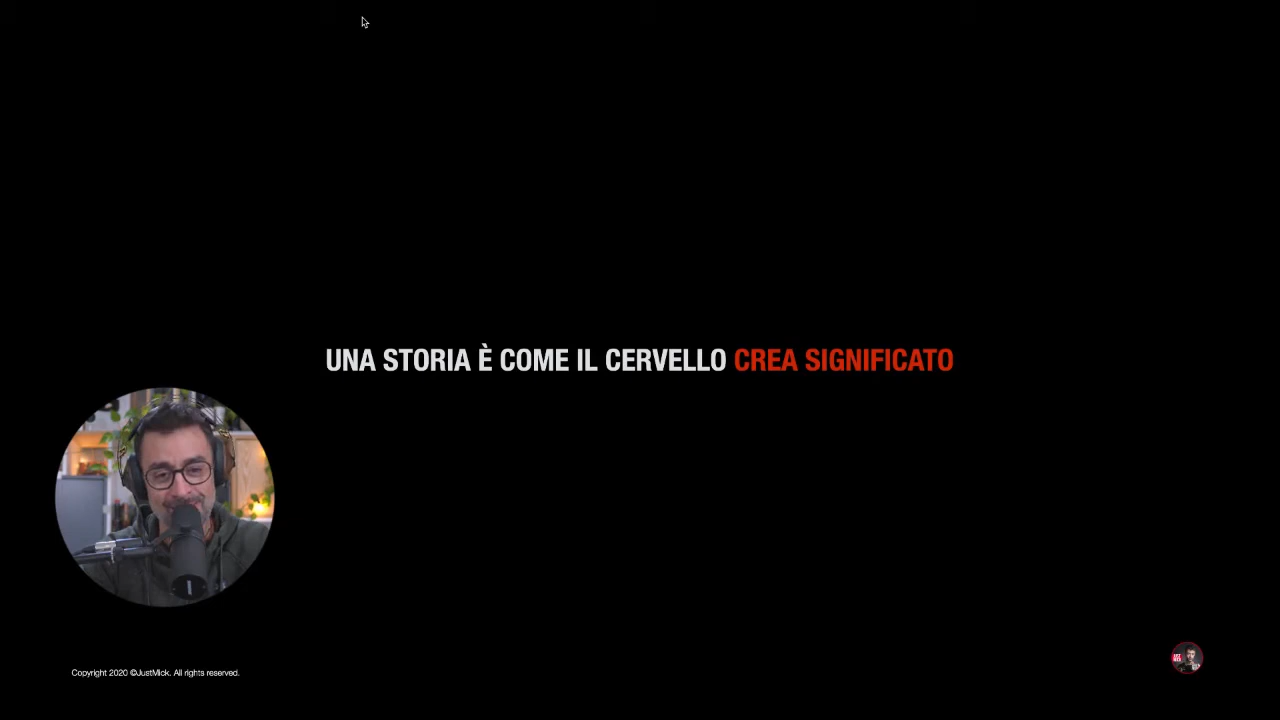 UNA STORIA È COME IL CERVELLO CREA SIGNIFICATO
Copyright 2020 ©JustMick. All rights reserved.